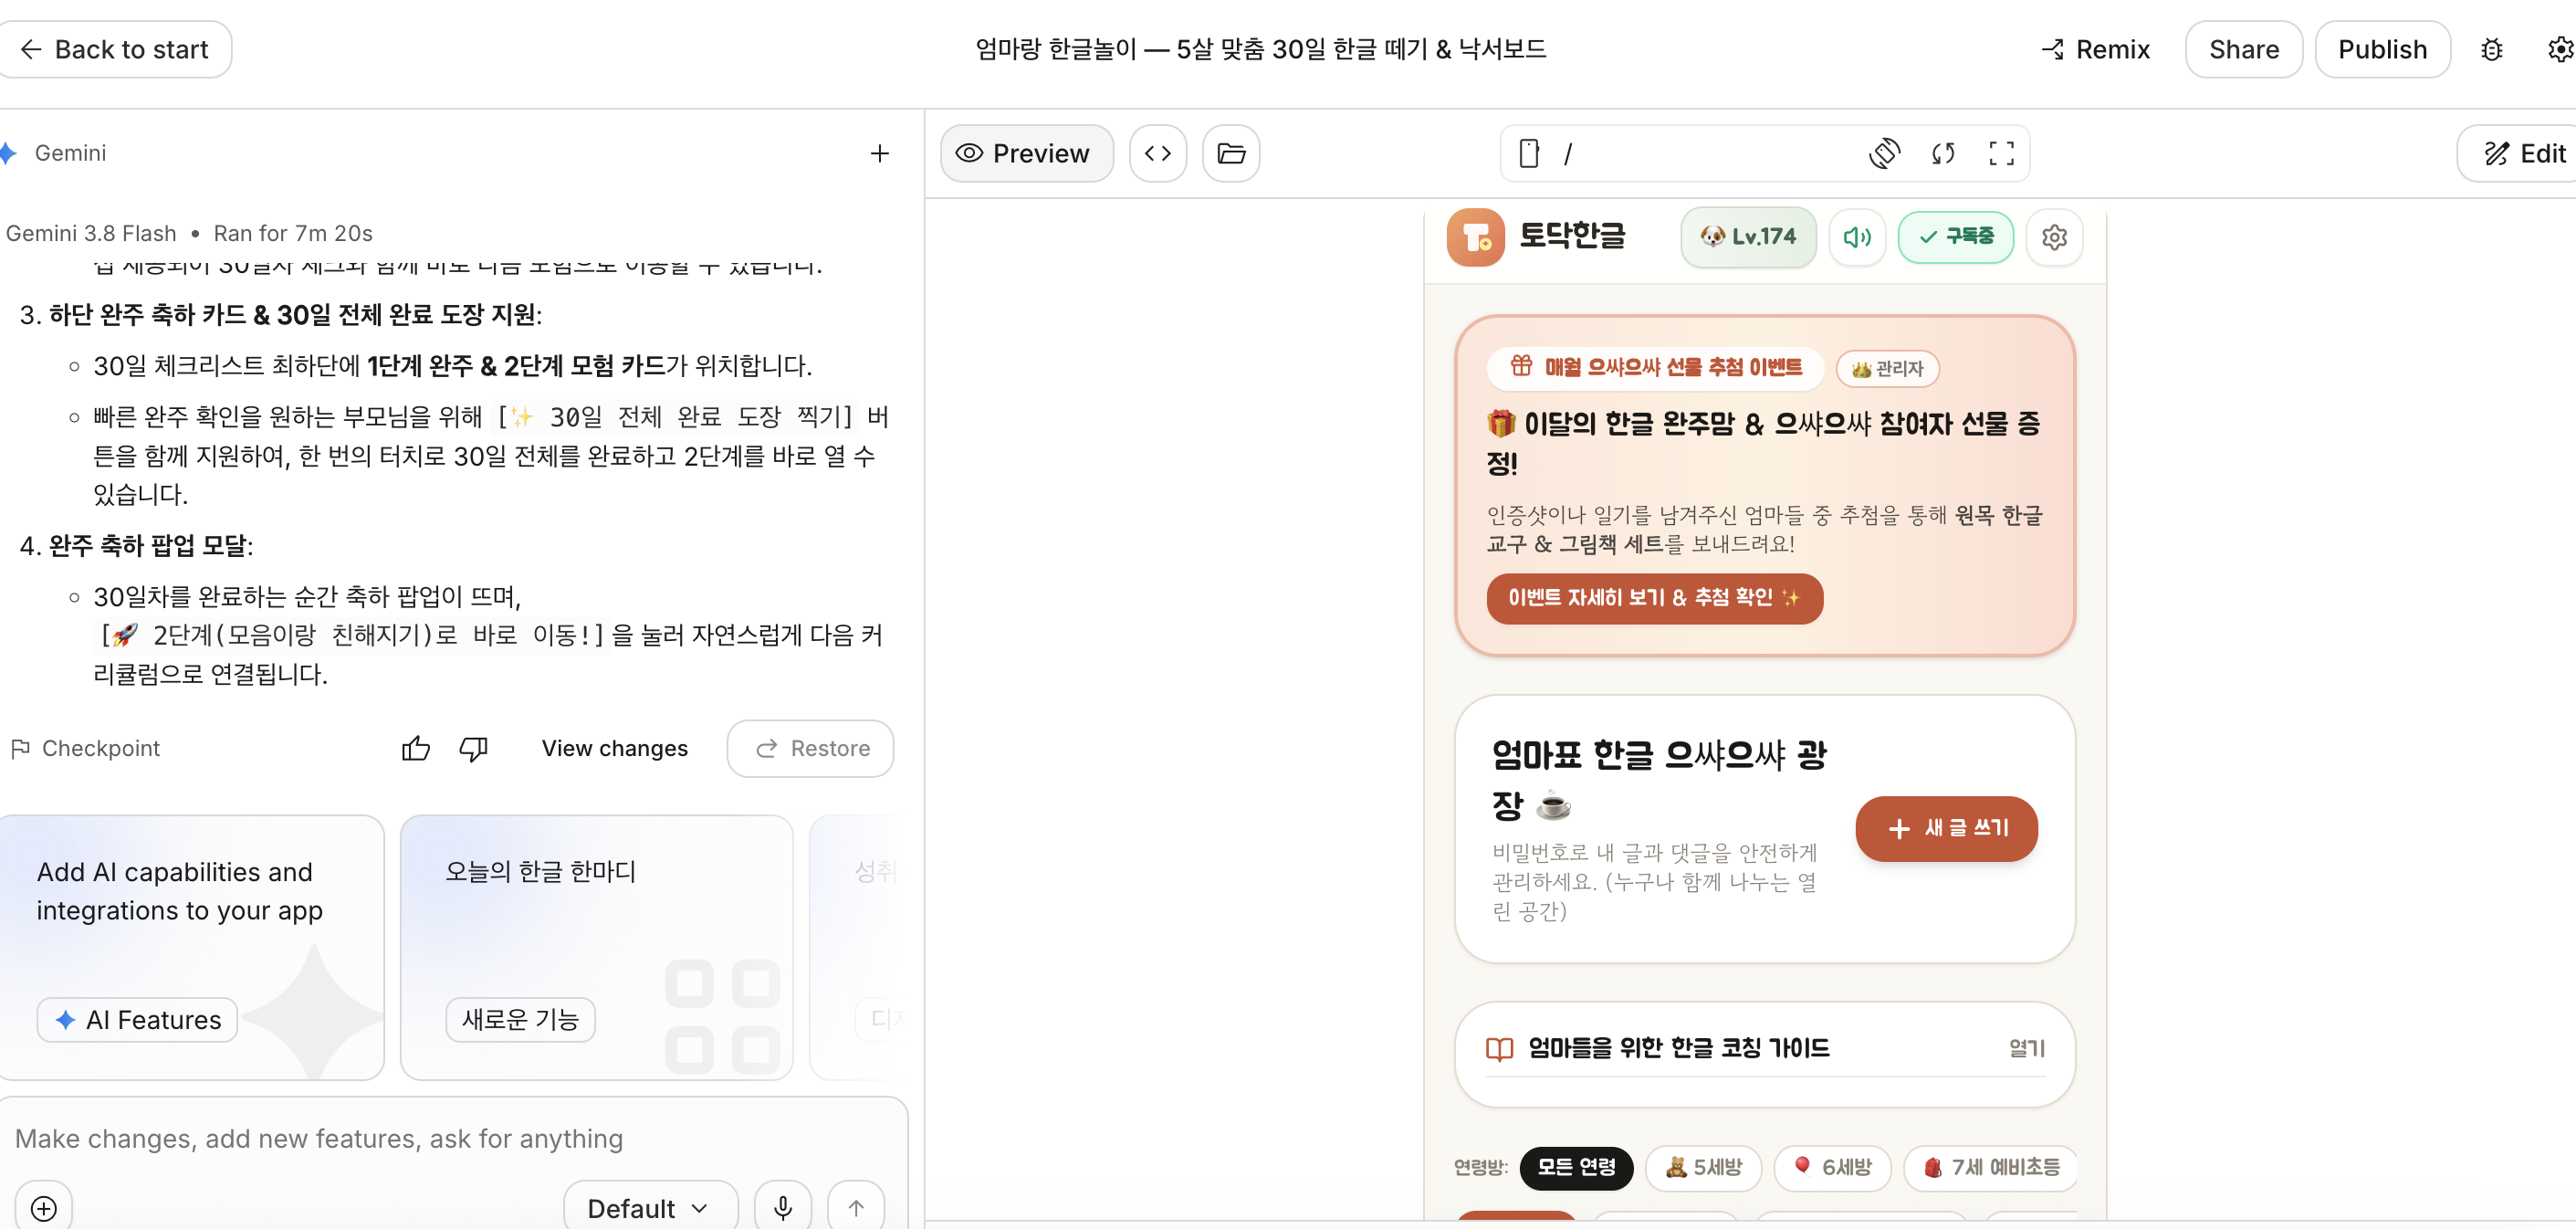 Back to start
엄마랑 한글놀이 — 5살 맞춤 30일 한글 떼기 & 낙서보드
Remix
Share
Publish
Gemini
Gemini 3.8 Flash • Ran for 7m 20s
3. 하단 완주 축하 카드 & 30일 전체 완료 도장 지원:
30일 체크리스트 최하단에 1단계 완주 & 2단계 모험 카드가 위치합니다.
빠른 완주 확인을 원하는 부모님을 위해 [✨ 30일 전체 완료 도장 찍기] 버
튼을 함께 지원하여, 한 번의 터치로 30일 전체를 완료하고 2단계를 바로 열 수
있습니다.
4. 완주 축하 팝업 모달:
30일차를 완료하는 순간 축하 팝업이 뜨며,
[🚀 2단계(모음이랑 친해지기)로 바로 이동!]을 눌러 자연스럽게 다음 커
리큘럼으로 연결됩니다.
Checkpoint
View changes
Restore
Add AI capabilities and
integrations to your app
AI Features
오늘의 한글 한마디
새로운 기능
성취
Make changes, add new features, ask for anything
Default
Preview
/
Edit
토닥한글
Lv.174
구독중
매월 으쌰으쌰 선물 추첨 이벤트
관리자
🎁 이달의 한글 완주맘 & 으쌰으쌰 참여자 선물 증
정!
인증샷이나 일기를 남겨주신 엄마들 중 추첨을 통해 원목 한글
교구 & 그림책 세트를 보내드려요!
이벤트 자세히 보기 & 추첨 확인 ✨
엄마표 한글 으쌰으쌰 광
장 ☕
비밀번호로 내 글과 댓글을 안전하게
관리하세요. (누구나 함께 나누는 열
린 공간)
+ 새 글 쓰기
엄마들을 위한 한글 코칭 가이드
열기
연령방:
모든 연령
🧸 5세방
🎈 6세방
🎒 7세 예비초등